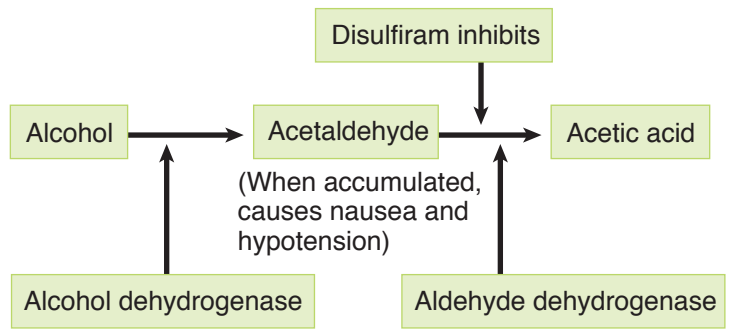 Disulfiram inhibits
Alcohol
Acetaldehyde
Acetic acid
(When accumulated,
causes nausea and
hypotension)
Alcohol dehydrogenase
Aldehyde dehydrogenase